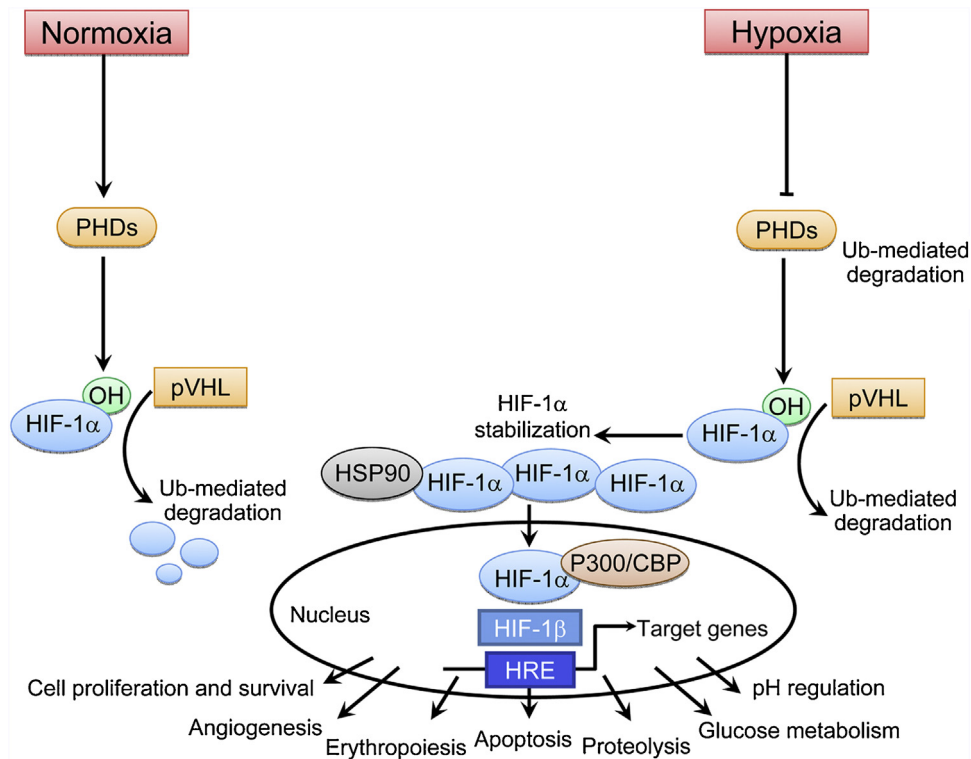 Normoxia
Hypoxia
PHDs
PHDs
Ub-mediated
degradation
OH
HIF-1α
pVHL
Ub-mediated
degradation
OH
HIF-1α
pVHL
Ub-mediated
degradation
HIF-1α
stabilization
HSP90
HIF-1α
HIF-1α
HIF-1α
HIF-1α
P300/CBP
Nucleus
HIF-1β
HRE
Target genes
Cell proliferation and survival
Angiogenesis
Erythropoiesis
Apoptosis
Proteolysis
Glucose metabolism
pH regulation